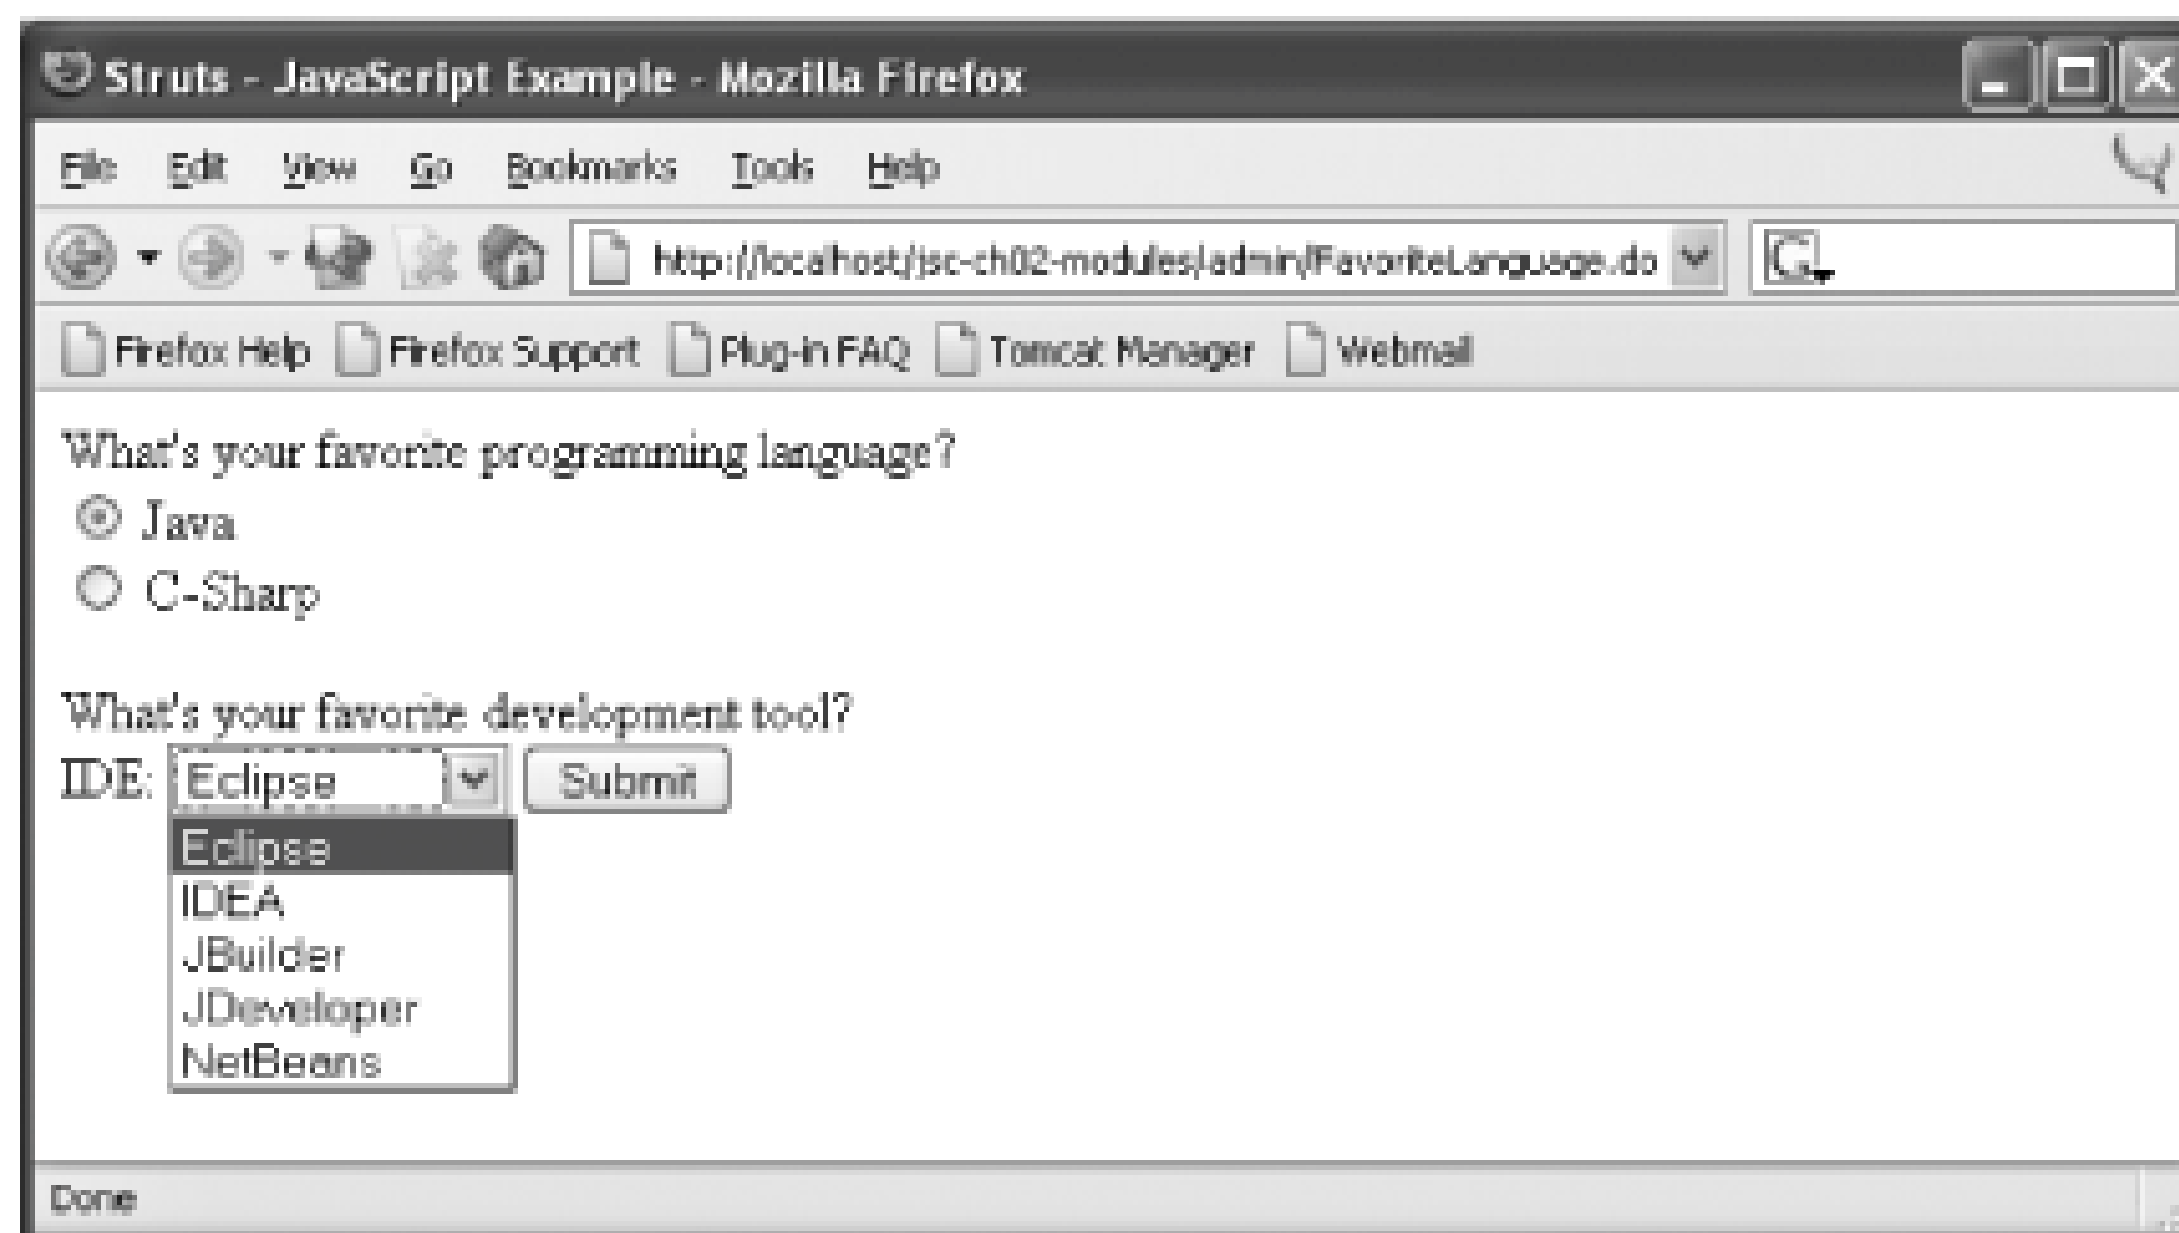 Struts - JavaScript Example - Mozilla Firefox
File Edit View Go Bookmarks Tools Help
http://localhost/jsc-ch02-modules/admin/FavoriteLanguage.do G
Firefox Help Firefox Support Plug-in FAQ Tomcat Manager Webmail
What's your favorite programming language?
Java
C-Sharp
What's your favorite development tool?
IDE: Eclipse Submit
Eclipse
IDEA
JBuilder
JDeveloper
NetBeans
Done